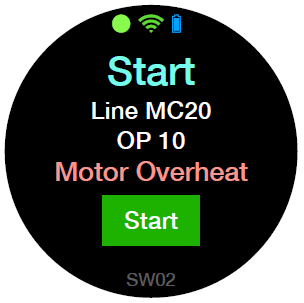 Start
Line MC20
OP 10
Motor Overheat
Start
SW02